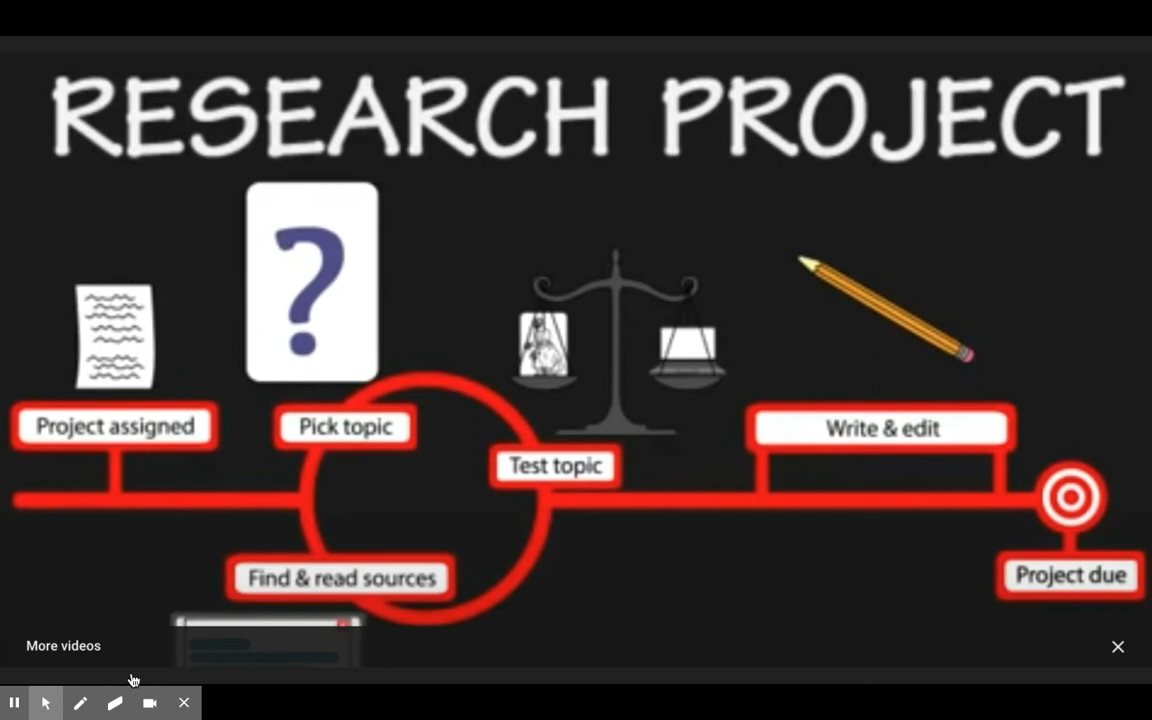 RESEARCH PROJECT
?
Project assigned
Pick topic
Test topic
Write & edit
Find & read sources
Project due
More videos